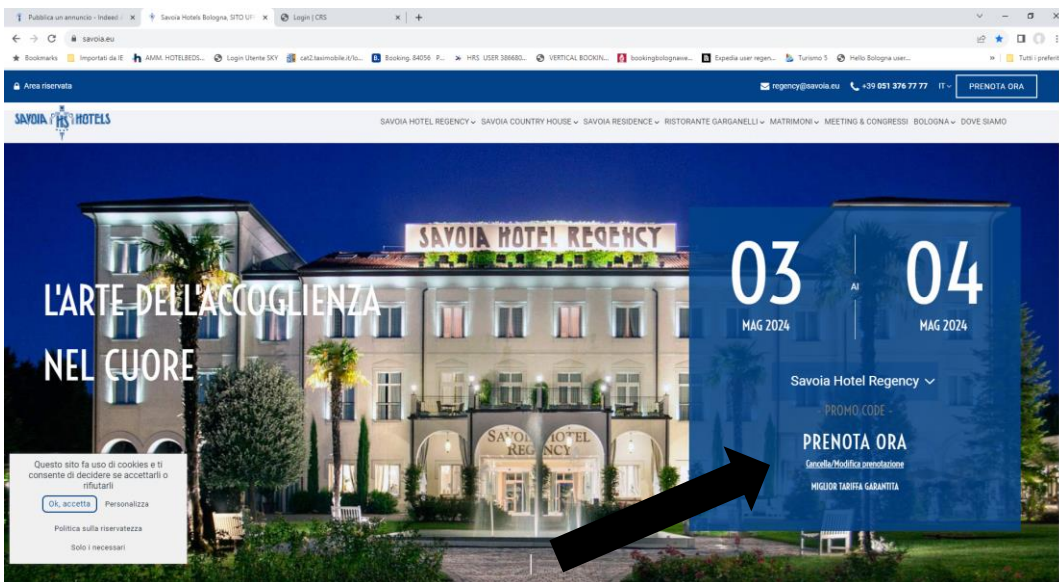 Pubblica un annuncio - Indeed
Savoia Hotels Bologna, SITO U
Login | CRS
savoia.eu
Bookmarks
Importati da IE
AMM. HOTELBEDS...
Login Utente SKY
cat2.taximobile.it/lo...
Booking. 84056 P...
HRS USER 386680...
VERTICAL BOOKIN...
bookingbolognawe...
Expedia user regen...
Turismo 5
Hello Bologna user...
»
Tutti i preferit
Area riservata
regency@savoia.eu
+39 051 376 77 77
IT
PRENOTA ORA
SAVOIA HS HOTELS
SAVOIA HOTEL REGENCY
SAVOIA COUNTRY HOUSE
SAVOIA RESIDENCE
RISTORANTE GARGANELLI
MATRIMONI
MEETING & CONGRESSI
BOLOGNA
DOVE SIAMO
SAVOIA HOTEL REGENCY
L'ARTE DELL'ACCOGLIENZA
NEL CUORE
03
AI
04
MAG 2024
MAG 2024
Savoia Hotel Regency
- PROMO CODE -
PRENOTA ORA
Cancella/Modifica prenotazione
MIGLIOR TARIFFA GARANTITA
SAVOIA HOTEL
REGENCY
Questo sito fa uso di cookies e ti
consente di decidere se accettarli o
rifiutarli
Ok, accetta
Personalizza
Politica sulla riservatezza
Solo i necessari